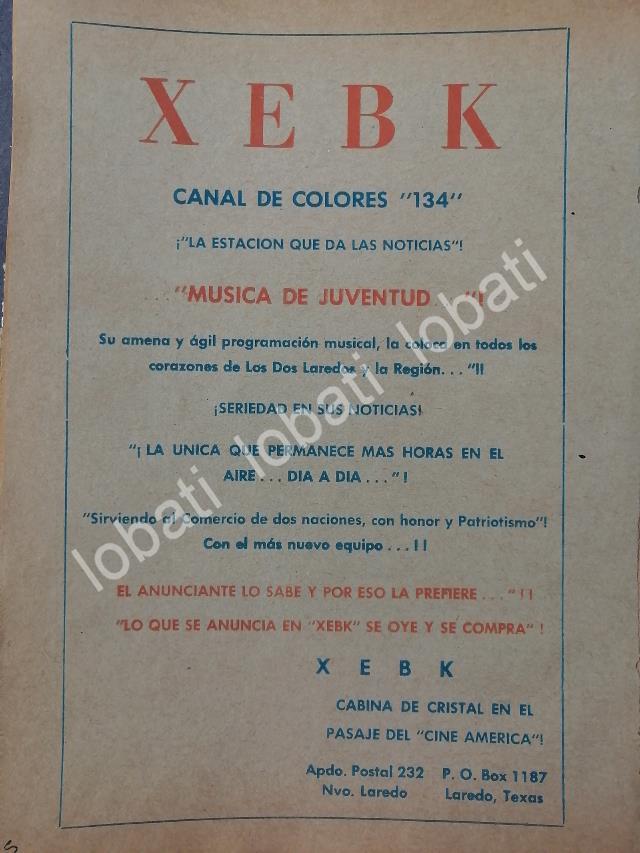 X E B K
CANAL DE COLORES "134"
¡"LA ESTACION QUE DA LAS NOTICIAS"!
..."MUSICA DE JUVENTUD..."!
Su amena y ágil programación musical, la coloca en todos los
corazones de Los Dos Laredos y la Región..."!!
¡SERIEDAD EN SUS NOTICIAS!
"¡ LA UNICA QUE PERMANECE MAS HORAS EN EL
AIRE... DIA A DIA..." !
"Sirviendo al Comercio de dos naciones, con honor y Patriotismo"!
Con el más nuevo equipo...!!
EL ANUNCIANTE LO SABE Y POR ESO LA PREFIERE..." !!
"LO QUE SE ANUNCIA EN "XEBK" SE OYE Y SE COMPRA" !
X E B K
CABINA DE CRISTAL EN EL
PASAJE DEL "CINE AMERICA"!
Apdo. Postal 232 P. O. Box 1187
Nvo. Laredo Laredo, Texas
lobati lobati lobati